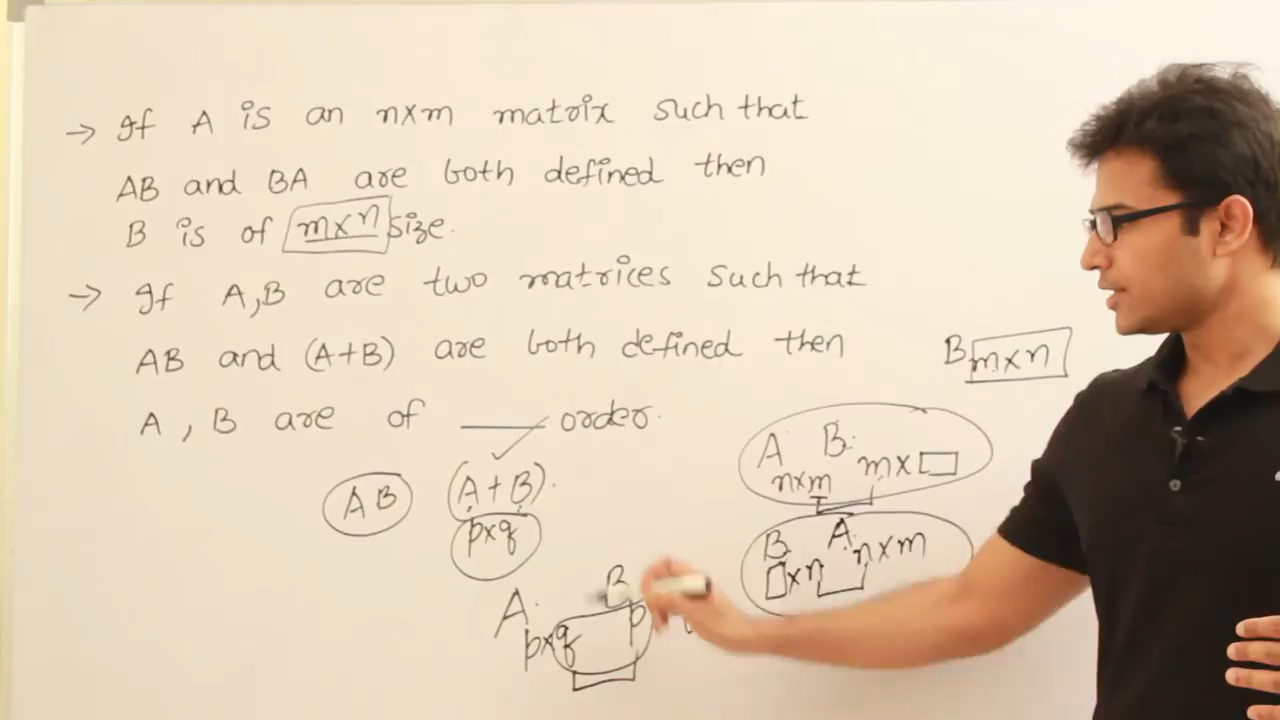 → If A is an n×m matrix such that
AB and BA are both defined then
B is of m×n size.
→ If A,B are two matrices such that
AB and (A+B) are both defined then
A, B are of ____ order.
B m×n
AB (A+B).
p×q
A B
n×m m×□
B A
□×n n×m
A B
p×q p